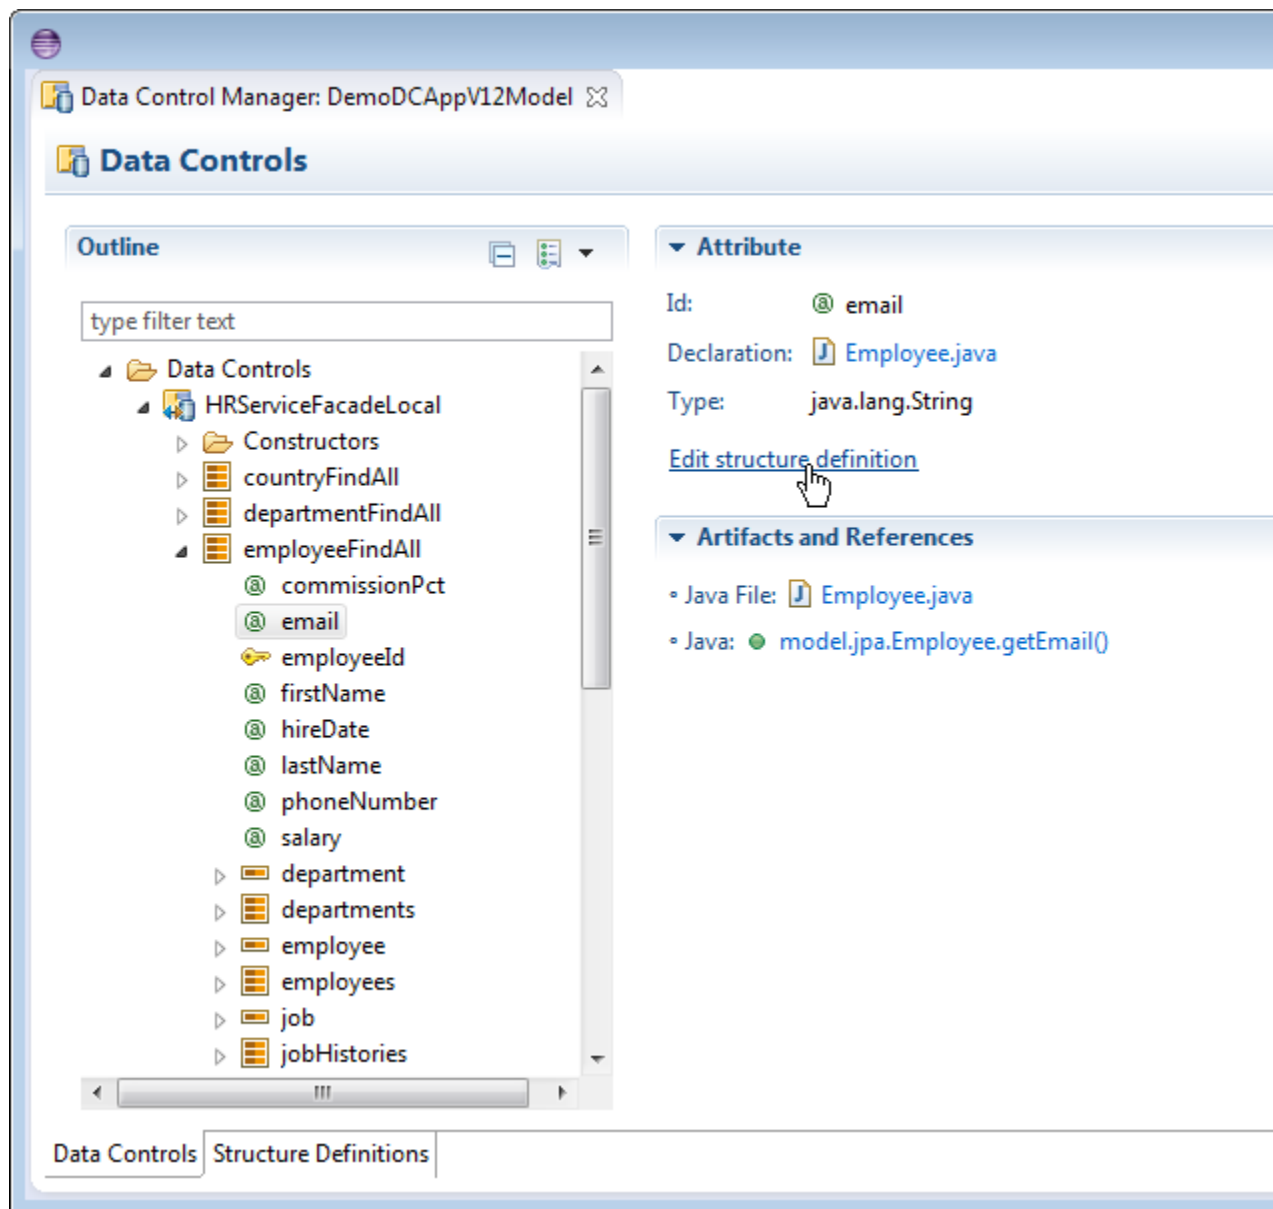 Data Control Manager: DemoDCAppV12Model
Data Controls
Outline
type filter text
Data Controls
HRServiceFacadeLocal
Constructors
countryFindAll
departmentFindAll
employeeFindAll
commissionPct
email
employeeId
firstName
hireDate
lastName
phoneNumber
salary
department
departments
employee
employees
job
jobHistories
Attribute
Id: email
Declaration: Employee.java
Type: java.lang.String
Edit structure definition
Artifacts and References
Java File: Employee.java
Java: model.jpa.Employee.getEmail()
Data Controls Structure Definitions